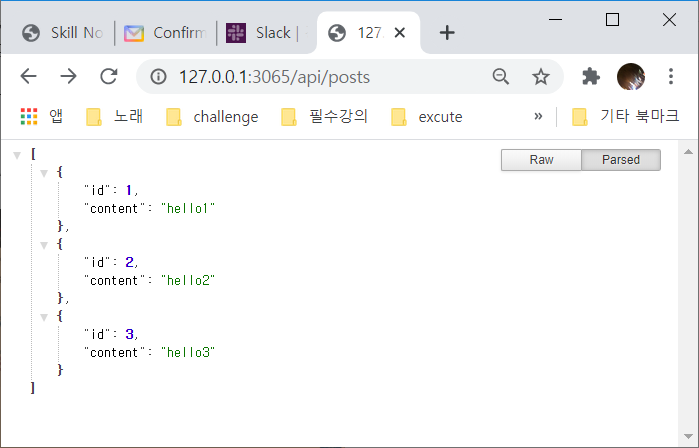 Skill No
Confirm
Slack |
127.
127.0.0.1:3065/api/posts
앱
노래
challenge
필수강의
excute
»
기타 북마크
Raw
Parsed
[
{
"id": 1,
"content": "hello1"
},
{
"id": 2,
"content": "hello2"
},
{
"id": 3,
"content": "hello3"
}
]